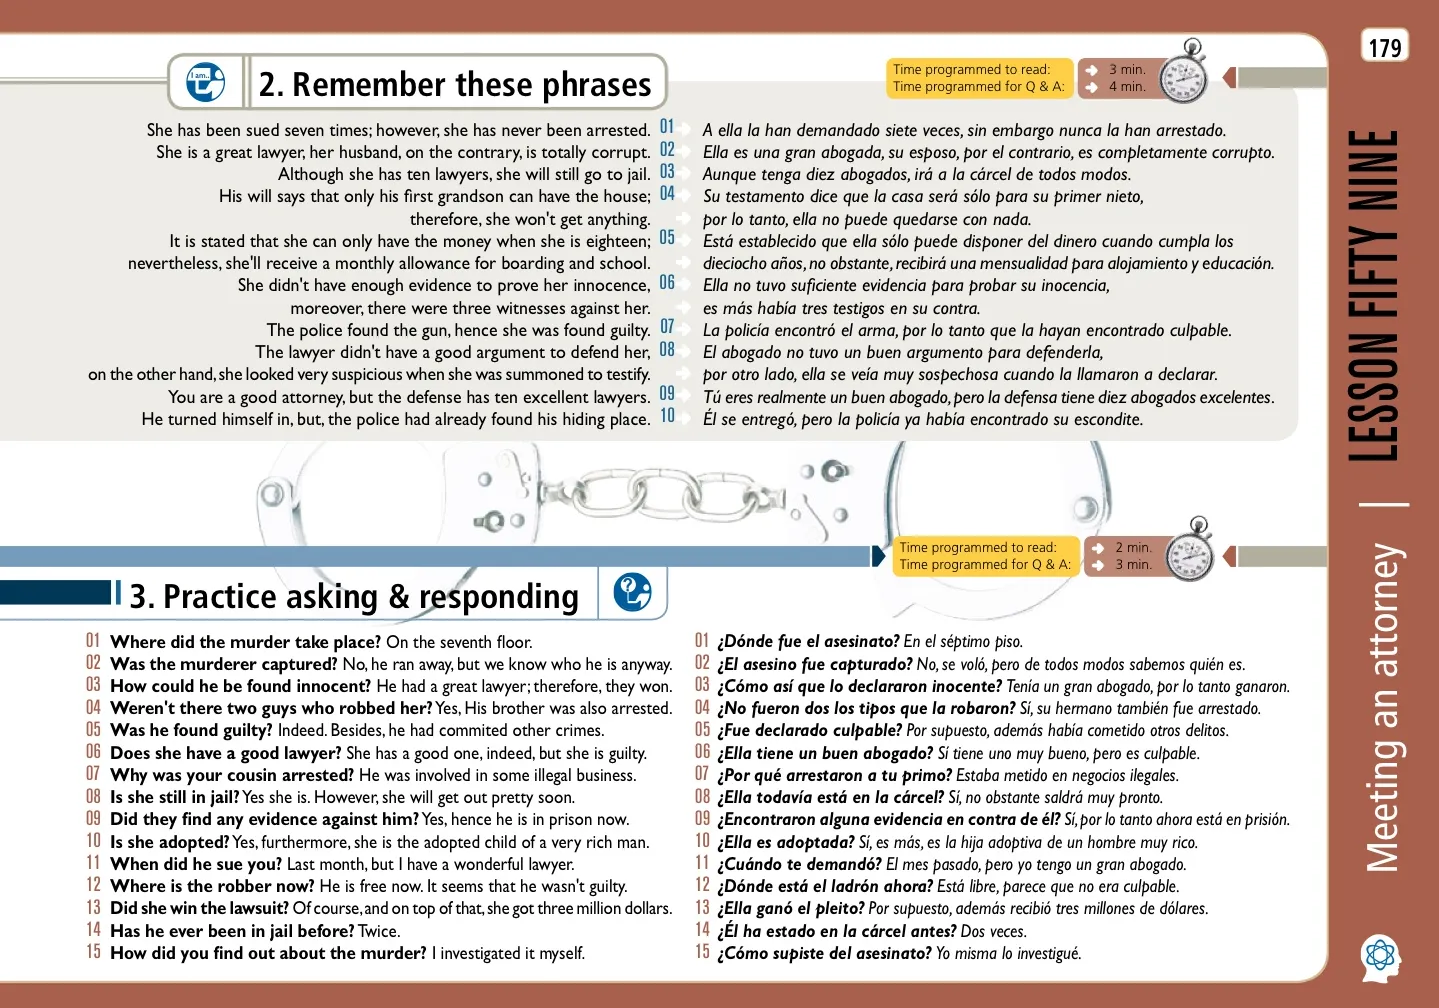 179
I am...
2. Remember these phrases
Time programmed to read: 3 min.
Time programmed for Q & A: 4 min.
She has been sued seven times; however, she has never been arrested. 01 A ella la han demandado siete veces, sin embargo nunca la han arrestado.
She is a great lawyer, her husband, on the contrary, is totally corrupt. 02 Ella es una gran abogada, su esposo, por el contrario, es completamente corrupto.
Although she has ten lawyers, she will still go to jail. 03 Aunque tenga diez abogados, irá a la cárcel de todos modos.
His will says that only his first grandson can have the house; 04 Su testamento dice que la casa será sólo para su primer nieto,
therefore, she won't get anything. por lo tanto, ella no puede quedarse con nada.
It is stated that she can only have the money when she is eighteen; 05 Está establecido que ella sólo puede disponer del dinero cuando cumpla los
nevertheless, she'll receive a monthly allowance for boarding and school. dieciocho años, no obstante, recibirá una mensualidad para alojamiento y educación.
She didn't have enough evidence to prove her innocence, 06 Ella no tuvo suficiente evidencia para probar su inocencia,
moreover, there were three witnesses against her. es más había tres testigos en su contra.
The police found the gun, hence she was found guilty. 07 La policía encontró el arma, por lo tanto que la hayan encontrado culpable.
The lawyer didn't have a good argument to defend her, 08 El abogado no tuvo un buen argumento para defenderla,
on the other hand, she looked very suspicious when she was summoned to testify. por otro lado, ella se veía muy sospechosa cuando la llamaron a declarar.
You are a good attorney, but the defense has ten excellent lawyers. 09 Tú eres realmente un buen abogado, pero la defensa tiene diez abogados excelentes.
He turned himself in, but, the police had already found his hiding place. 10 Él se entregó, pero la policía ya había encontrado su escondite.
Time programmed to read: 2 min.
Time programmed for Q & A: 3 min.
3. Practice asking & responding
?
01 Where did the murder take place? On the seventh floor.
02 Was the murderer captured? No, he ran away, but we know who he is anyway.
03 How could he be found innocent? He had a great lawyer; therefore, they won.
04 Weren't there two guys who robbed her? Yes, His brother was also arrested.
05 Was he found guilty? Indeed. Besides, he had commited other crimes.
06 Does she have a good lawyer? She has a good one, indeed, but she is guilty.
07 Why was your cousin arrested? He was involved in some illegal business.
08 Is she still in jail? Yes she is. However, she will get out pretty soon.
09 Did they find any evidence against him? Yes, hence he is in prison now.
10 Is she adopted? Yes, furthermore, she is the adopted child of a very rich man.
11 When did he sue you? Last month, but I have a wonderful lawyer.
12 Where is the robber now? He is free now. It seems that he wasn't guilty.
13 Did she win the lawsuit? Of course, and on top of that, she got three million dollars.
14 Has he ever been in jail before? Twice.
15 How did you find out about the murder? I investigated it myself.
01 ¿Dónde fue el asesinato? En el séptimo piso.
02 ¿El asesino fue capturado? No, se voló, pero de todos modos sabemos quién es.
03 ¿Cómo así que lo declararon inocente? Tenía un gran abogado, por lo tanto ganaron.
04 ¿No fueron dos los tipos que la robaron? Sí, su hermano también fue arrestado.
05 ¿Fue declarado culpable? Por supuesto, además había cometido otros delitos.
06 ¿Ella tiene un buen abogado? Sí tiene uno muy bueno, pero es culpable.
07 ¿Por qué arrestaron a tu primo? Estaba metido en negocios ilegales.
08 ¿Ella todavía está en la cárcel? Sí, no obstante saldrá muy pronto.
09 ¿Encontraron alguna evidencia en contra de él? Sí, por lo tanto ahora está en prisión.
10 ¿Ella es adoptada? Sí, es más, es la hija adoptiva de un hombre muy rico.
11 ¿Cuándo te demandó? El mes pasado, pero yo tengo un gran abogado.
12 ¿Dónde está el ladrón ahora? Está libre, parece que no era culpable.
13 ¿Ella ganó el pleito? Por supuesto, además recibió tres millones de dólares.
14 ¿Él ha estado en la cárcel antes? Dos veces.
15 ¿Cómo supiste del asesinato? Yo misma lo investigué.
Meeting an attorney | LESSON FIFTY NINE